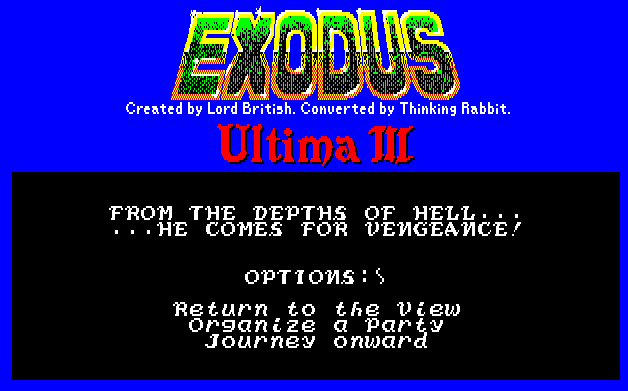 EXODUS
Created by Lord British. Converted by Thinking Rabbit.
Ultima III
FROM THE DEPTHS OF HELL...
...HE COMES FOR VENGEANCE!
OPTIONS:\
Return to the View
Organize a Party
Journey onward